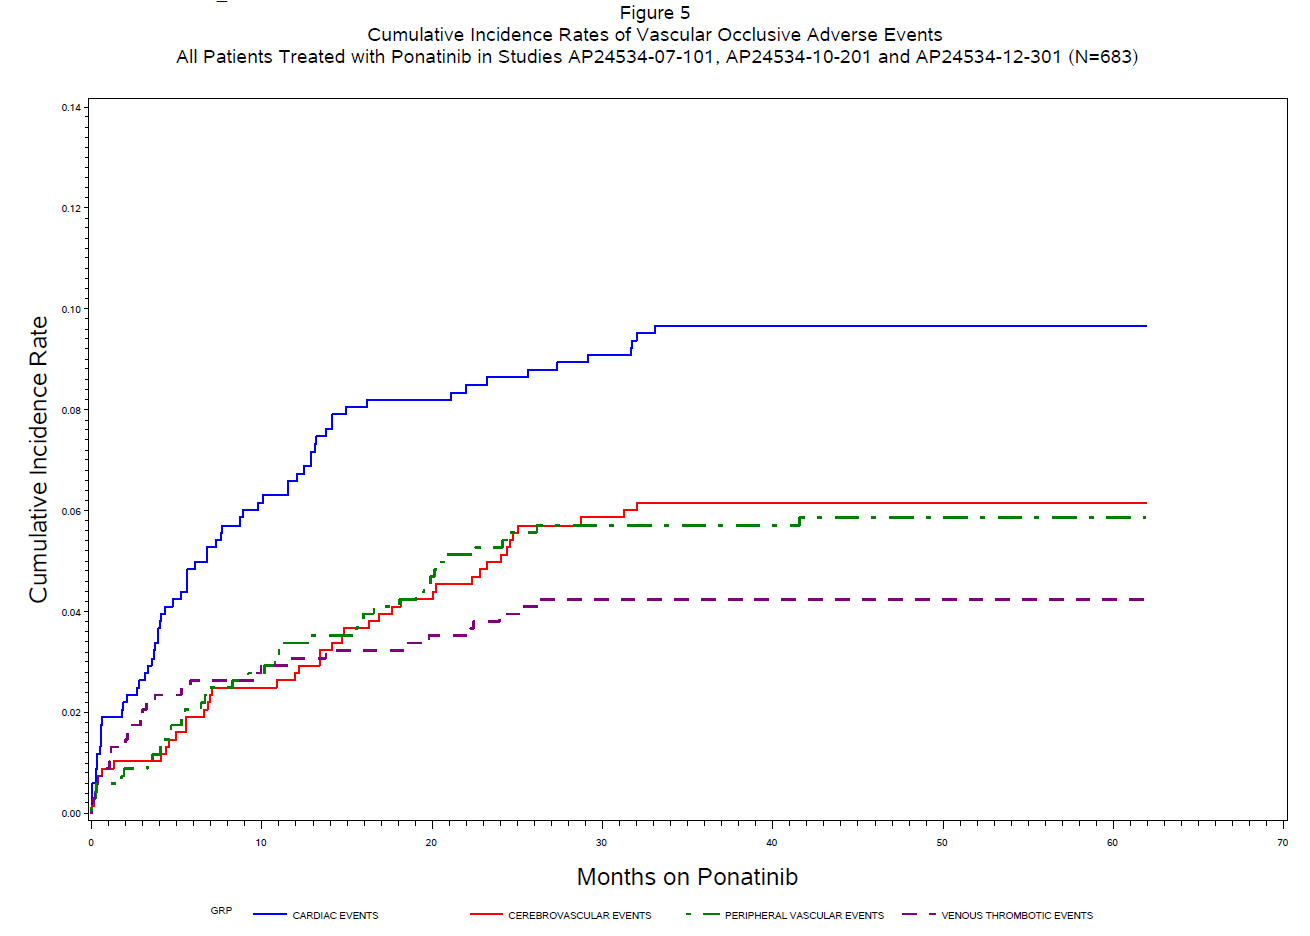 Figure 5
Cumulative Incidence Rates of Vascular Occlusive Adverse Events
All Patients Treated with Ponatinib in Studies AP24534-07-101, AP24534-10-201 and AP24534-12-301 (N=683)
Cumulative Incidence Rate
0.14
0.12
0.10
0.08
0.06
0.04
0.02
0.00
0 10 20 30 40 50 60 70
Months on Ponatinib
GRP CARDIAC EVENTS CEREBROVASCULAR EVENTS PERIPHERAL VASCULAR EVENTS VENOUS THROMBOTIC EVENTS